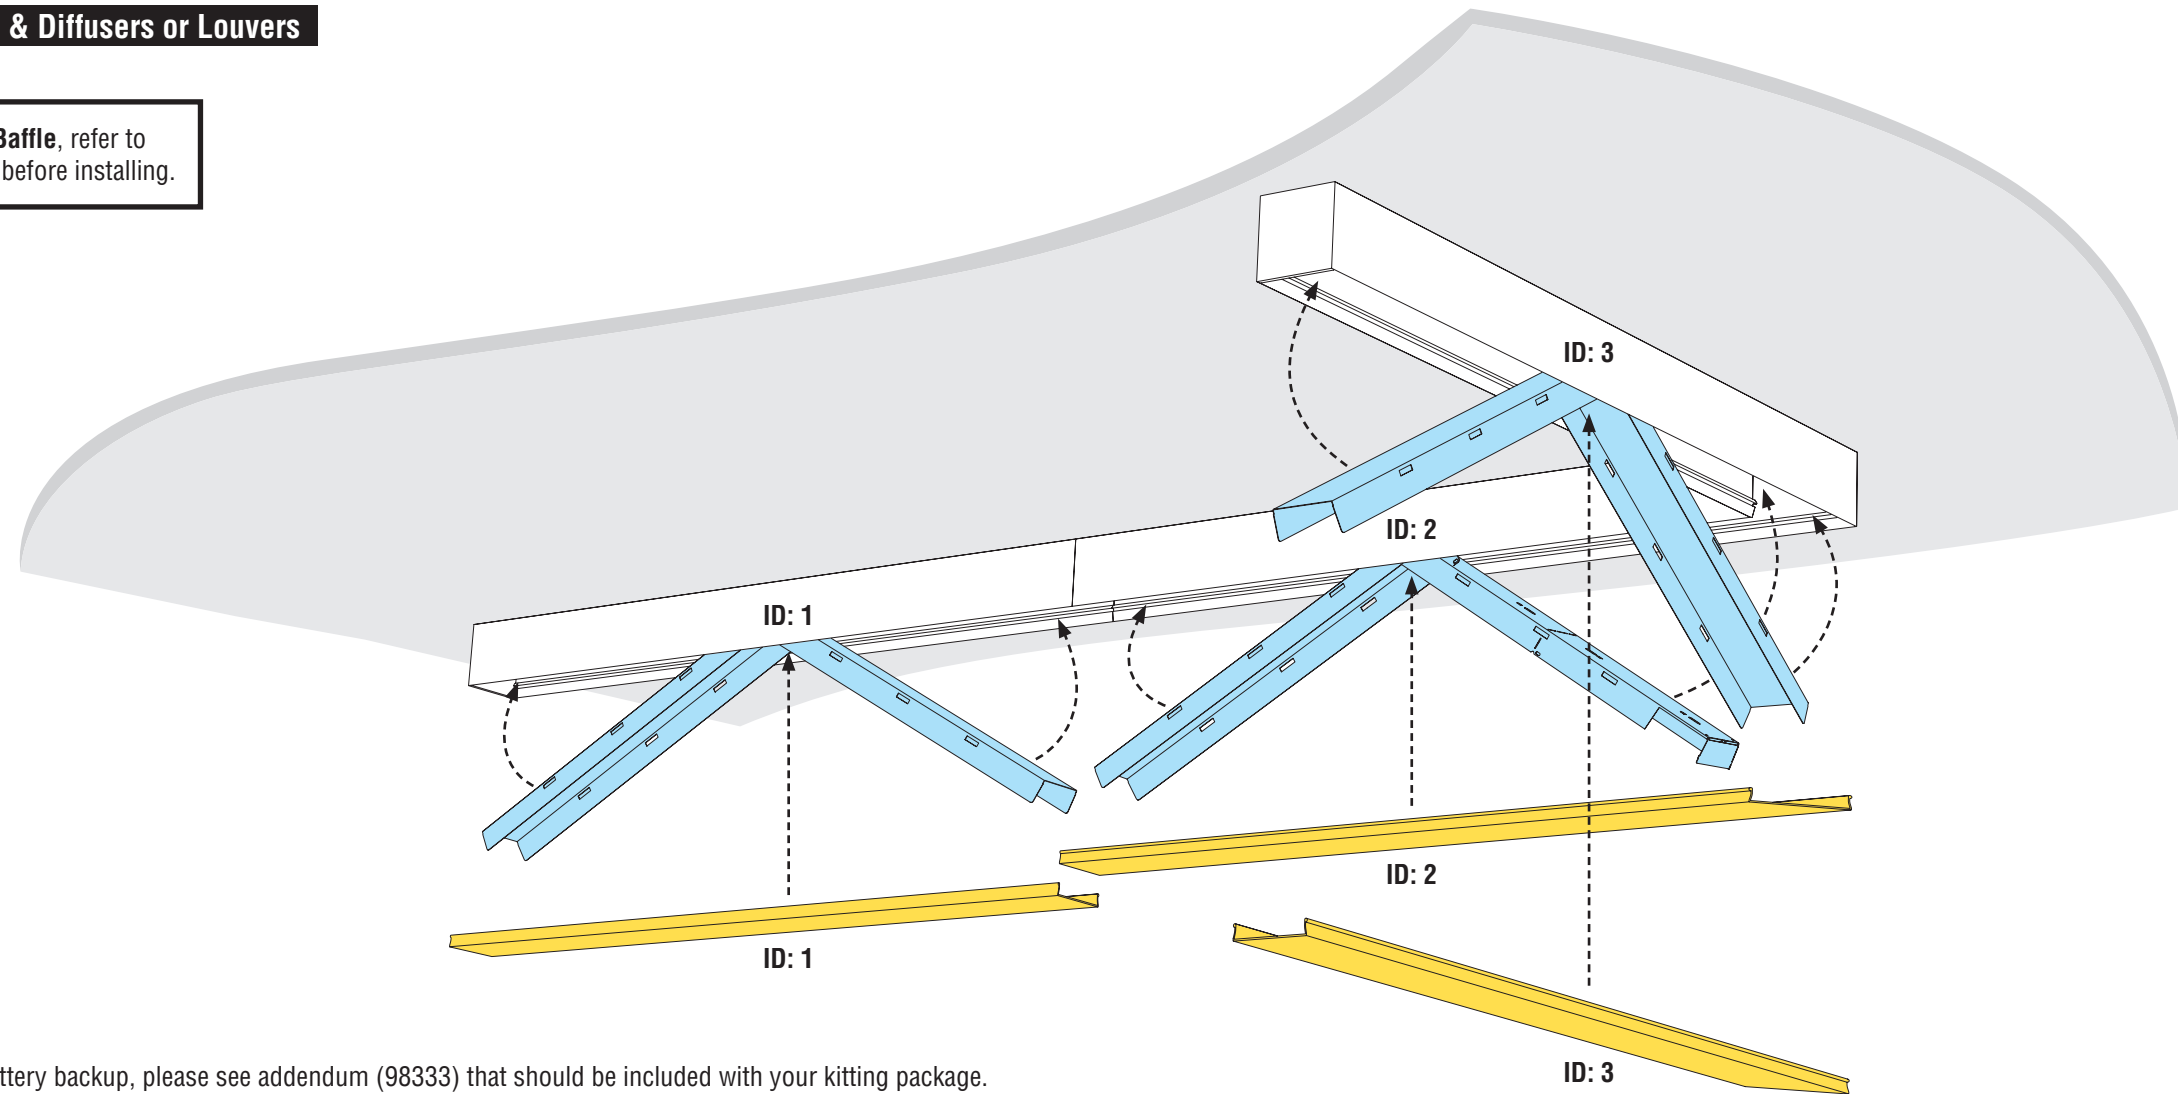 & Diffusers or Louvers
Baffle, refer to
before installing.
ID: 3
ID: 2
ID: 1
ID: 2
ID: 1
ID: 3
ttery backup, please see addendum (98333) that should be included with your kitting package.